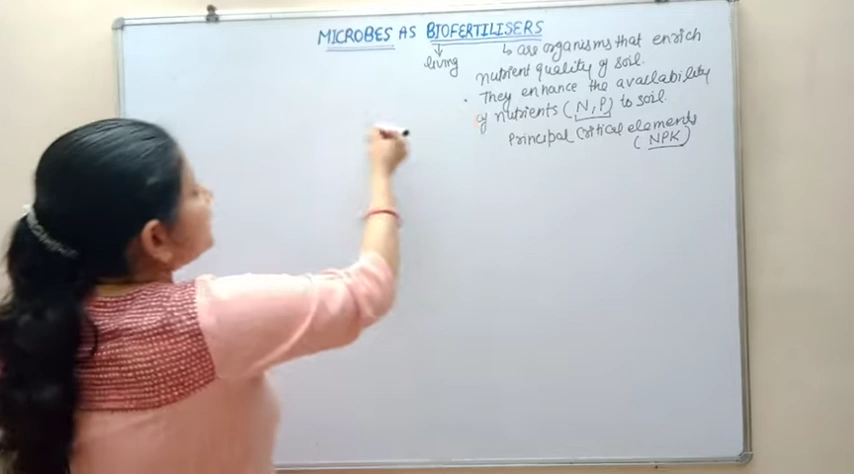 MICROBES AS BIOFERTILISERS
living
↳ are organisms that enrich
nutrient quality of soil.
• They enhance the availability
of nutrients (N, P) to soil.
Principal Critical elements
(NPK)